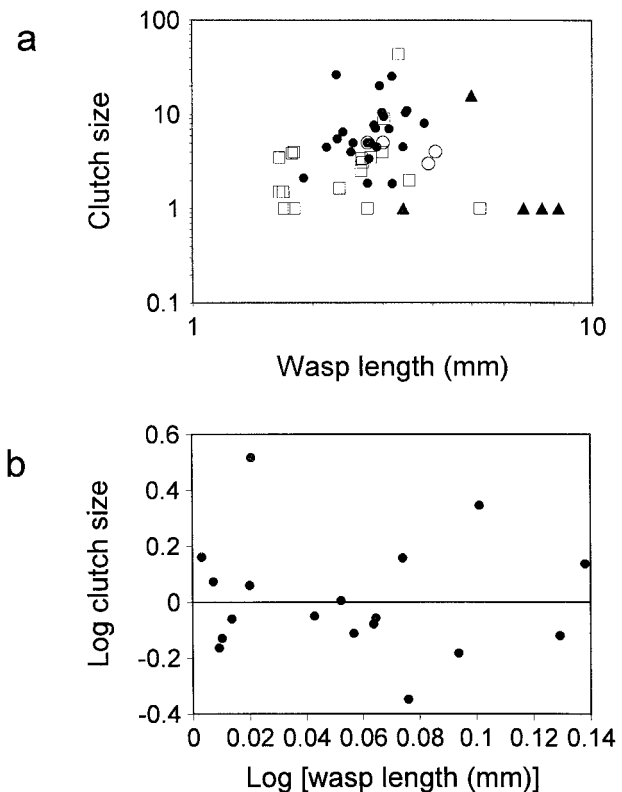 a
100
10
1
0.1
Clutch size
1
10
Wasp length (mm)
b
0.6
0.4
0.2
0
-0.2
-0.4
Log clutch size
0 0.02 0.04 0.06 0.08 0.1 0.12 0.14
Log [wasp length (mm)]